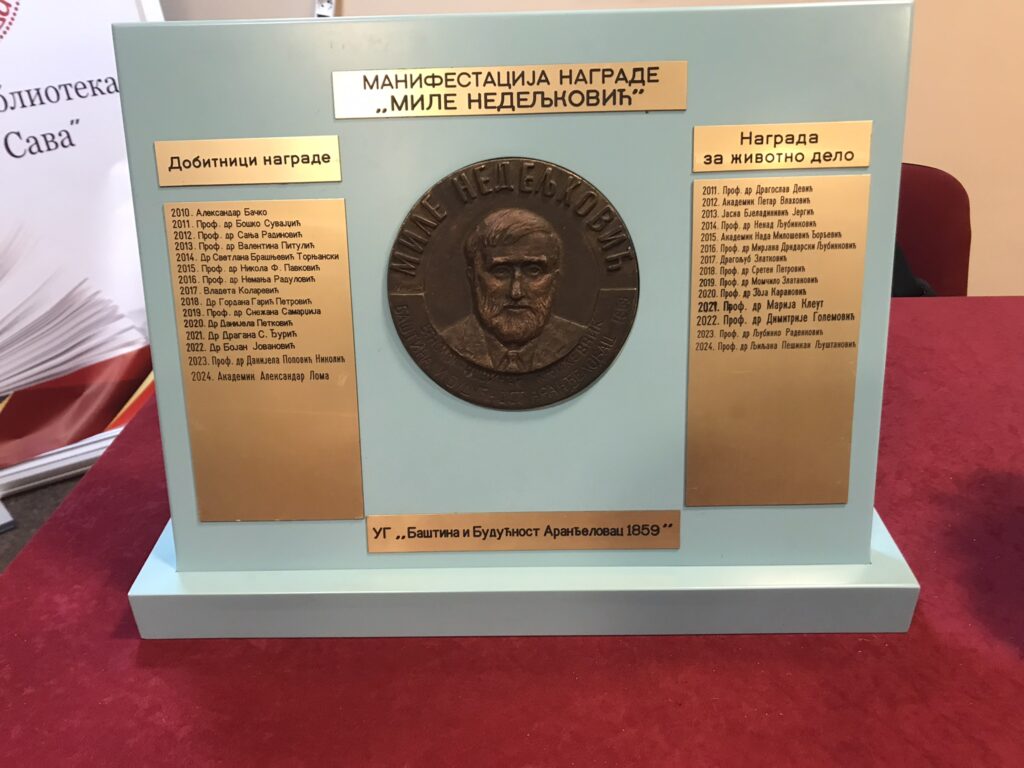 блиотека
Сава"
МАНИФЕСТАЦИЈА НАГРАДЕ
„МИЛЕ НЕДЕЉКОВИЋ"
Добитници награде
2010. Александар Бачко
2011. Проф. др Бошко Сувајџић
2012. Проф. др Сања Радиновић
2013. Проф. др Валентина Питулић
2014. Др Светлана Брашњевић Торњански
2015. Проф. др Никола Ф. Павковић
2016. Проф. др Немања Радуловић
2017. Владета Коларевић
2018. Др Гордана Гарић Петровић
2019. Проф. др Снежана Самарџија
2020. Др Данијела Петковић
2021. Др Драгана С. Ђурић
2022. Др Бојан Јовановић
2023. Проф. др Данијела Поповић Николић
2024. Академик Александар Лома
МИЛЕ НЕДЕЉКОВИЋ
Награда
за животно дело
2011. Проф. др Драгослав Девић
2012. Академик Петар Влаховић
2013. Јасна Бјеладиновић Јергић
2014. Проф. др Ненад Љубинковић
2015. Академик Нада Милошевић Ђорђевић
2016. Проф. др Мирјана Дриндарски Љубинковић
2017. Драгољуб Златковић
2018. Проф. др Сретен Петровић
2019. Проф. др Момчило Златановић
2020. Проф. др Зоја Карановић
2021. Проф. др Марија Клеут
2022. Проф. др Димитрије Големовић
2023. Проф. др Љубинко Раденковић
2024. Проф. др Љиљана Пешикан Љуштановић
УГ „Баштина и Будућност Аранђеловац 1859"